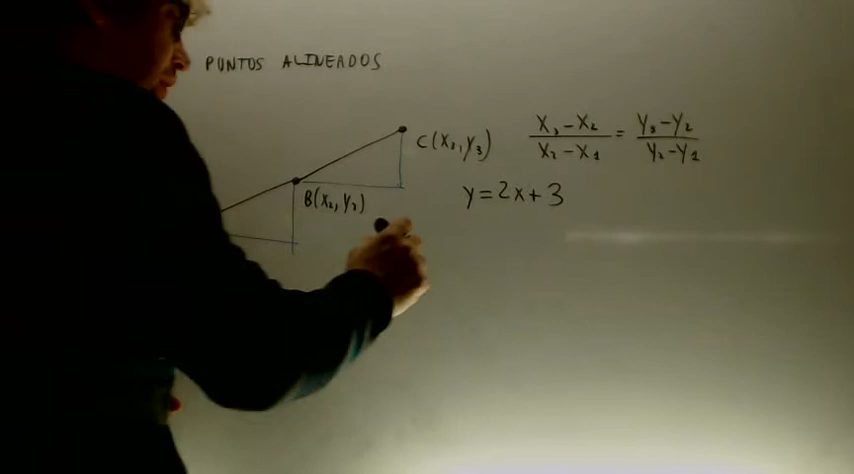 PUNTOS ALINEADOS
C(X₃,Y₃)
X₃-X₂ / X₂-X₁ = Y₃-Y₂ / Y₂-Y₁
B(X₂,Y₂)
Y=2X+3